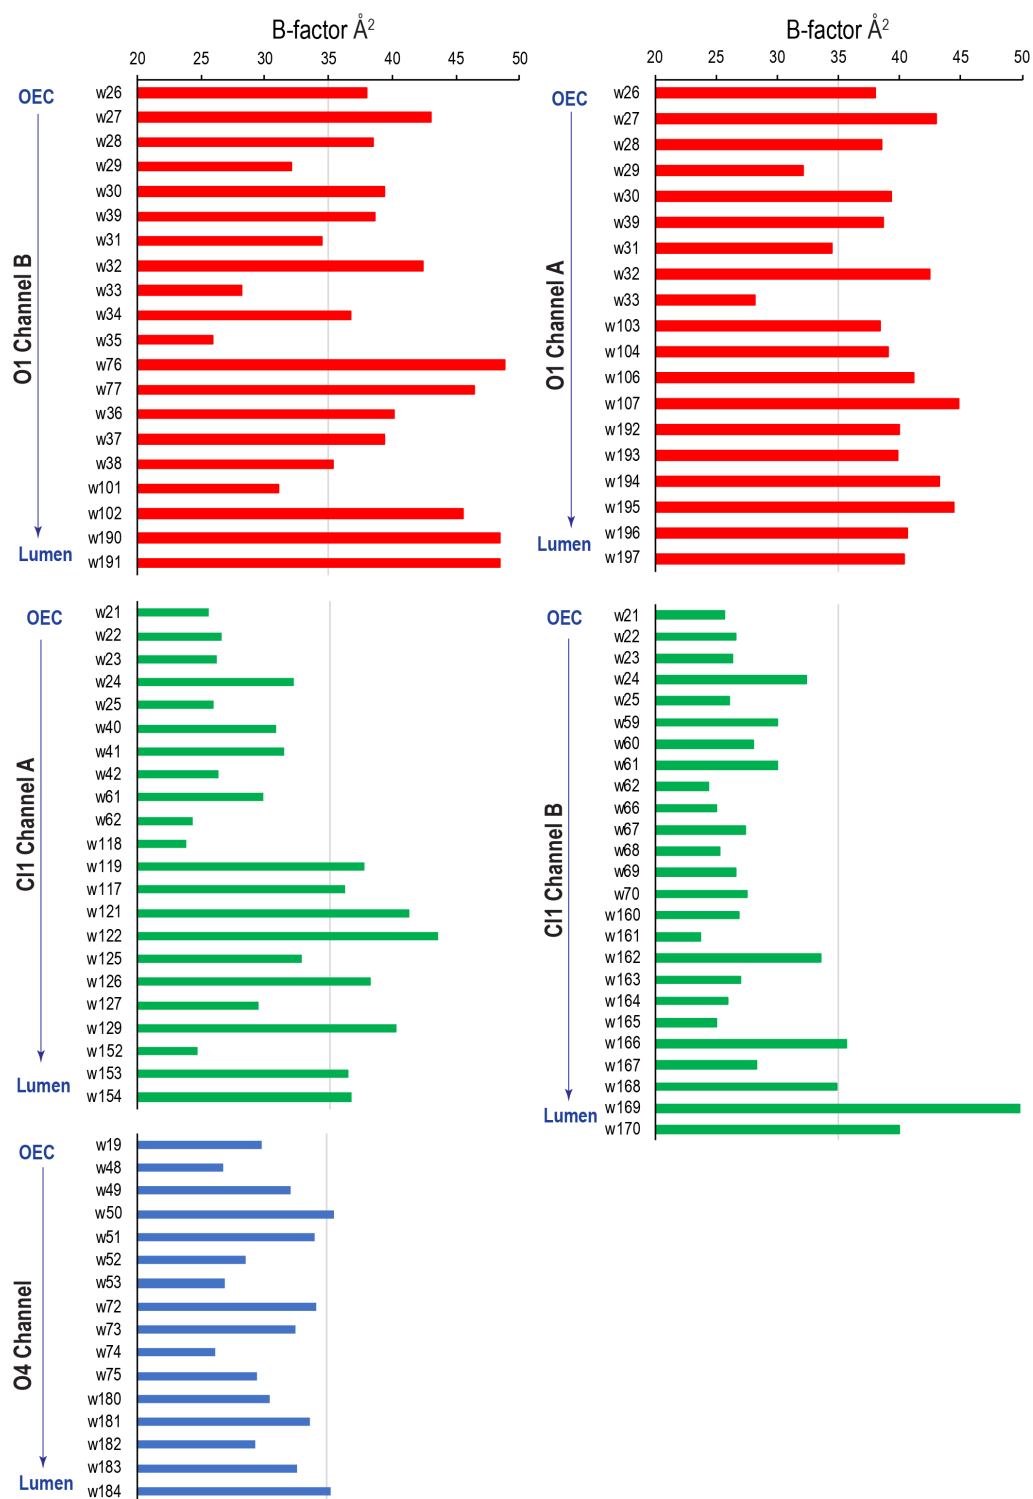 B-factor Å²
20 25 30 35 40 45 50
OEC
O1 Channel B
Lumen
w26
w27
w28
w29
w30
w39
w31
w32
w33
w34
w35
w76
w77
w36
w37
w38
w101
w102
w190
w191
B-factor Å²
20 25 30 35 40 45 50
OEC
O1 Channel A
Lumen
w26
w27
w28
w29
w30
w39
w31
w32
w33
w103
w104
w106
w107
w192
w193
w194
w195
w196
w197
OEC
Cl1 Channel A
Lumen
w21
w22
w23
w24
w25
w40
w41
w42
w61
w62
w118
w119
w117
w121
w122
w125
w126
w127
w129
w152
w153
w154
OEC
Cl1 Channel B
Lumen
w21
w22
w23
w24
w25
w59
w60
w61
w62
w66
w67
w68
w69
w70
w160
w161
w162
w163
w164
w165
w166
w167
w168
w169
w170
OEC
O4 Channel
Lumen
w19
w48
w49
w50
w51
w52
w53
w72
w73
w74
w75
w180
w181
w182
w183
w184